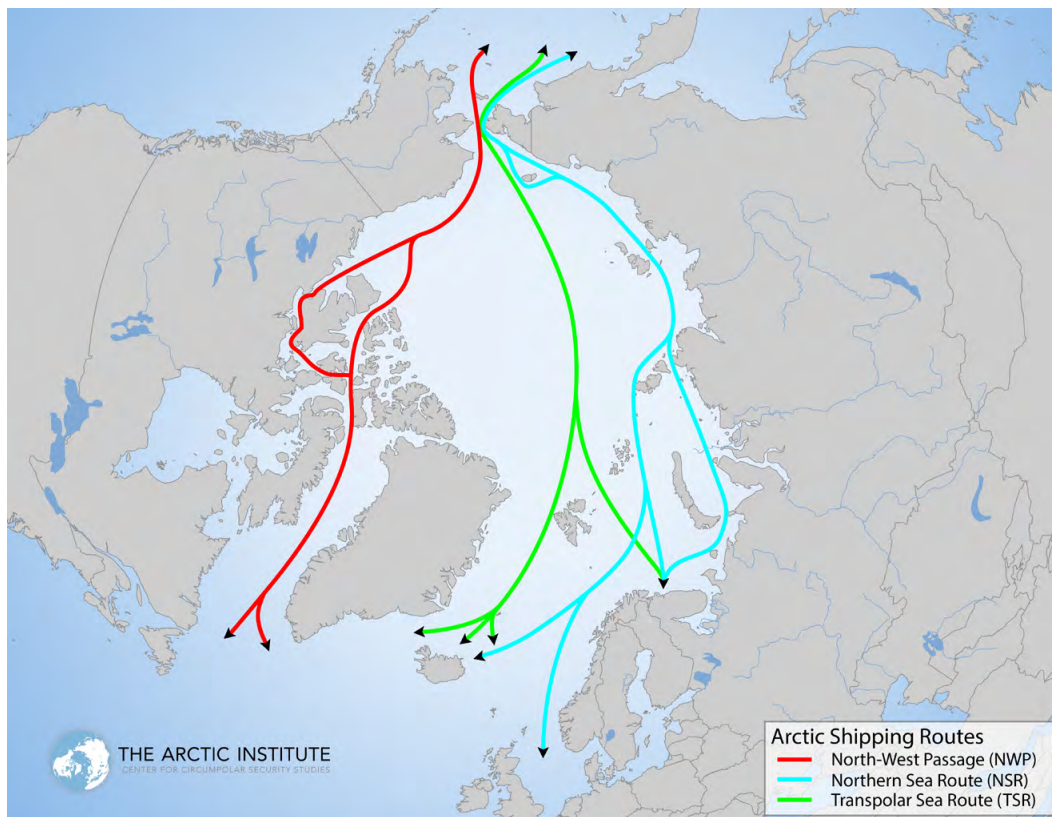 THE ARCTIC INSTITUTE
CENTER FOR CIRCUMPOLAR SECURITY STUDIES
Arctic Shipping Routes
North-West Passage (NWP)
Northern Sea Route (NSR)
Transpolar Sea Route (TSR)